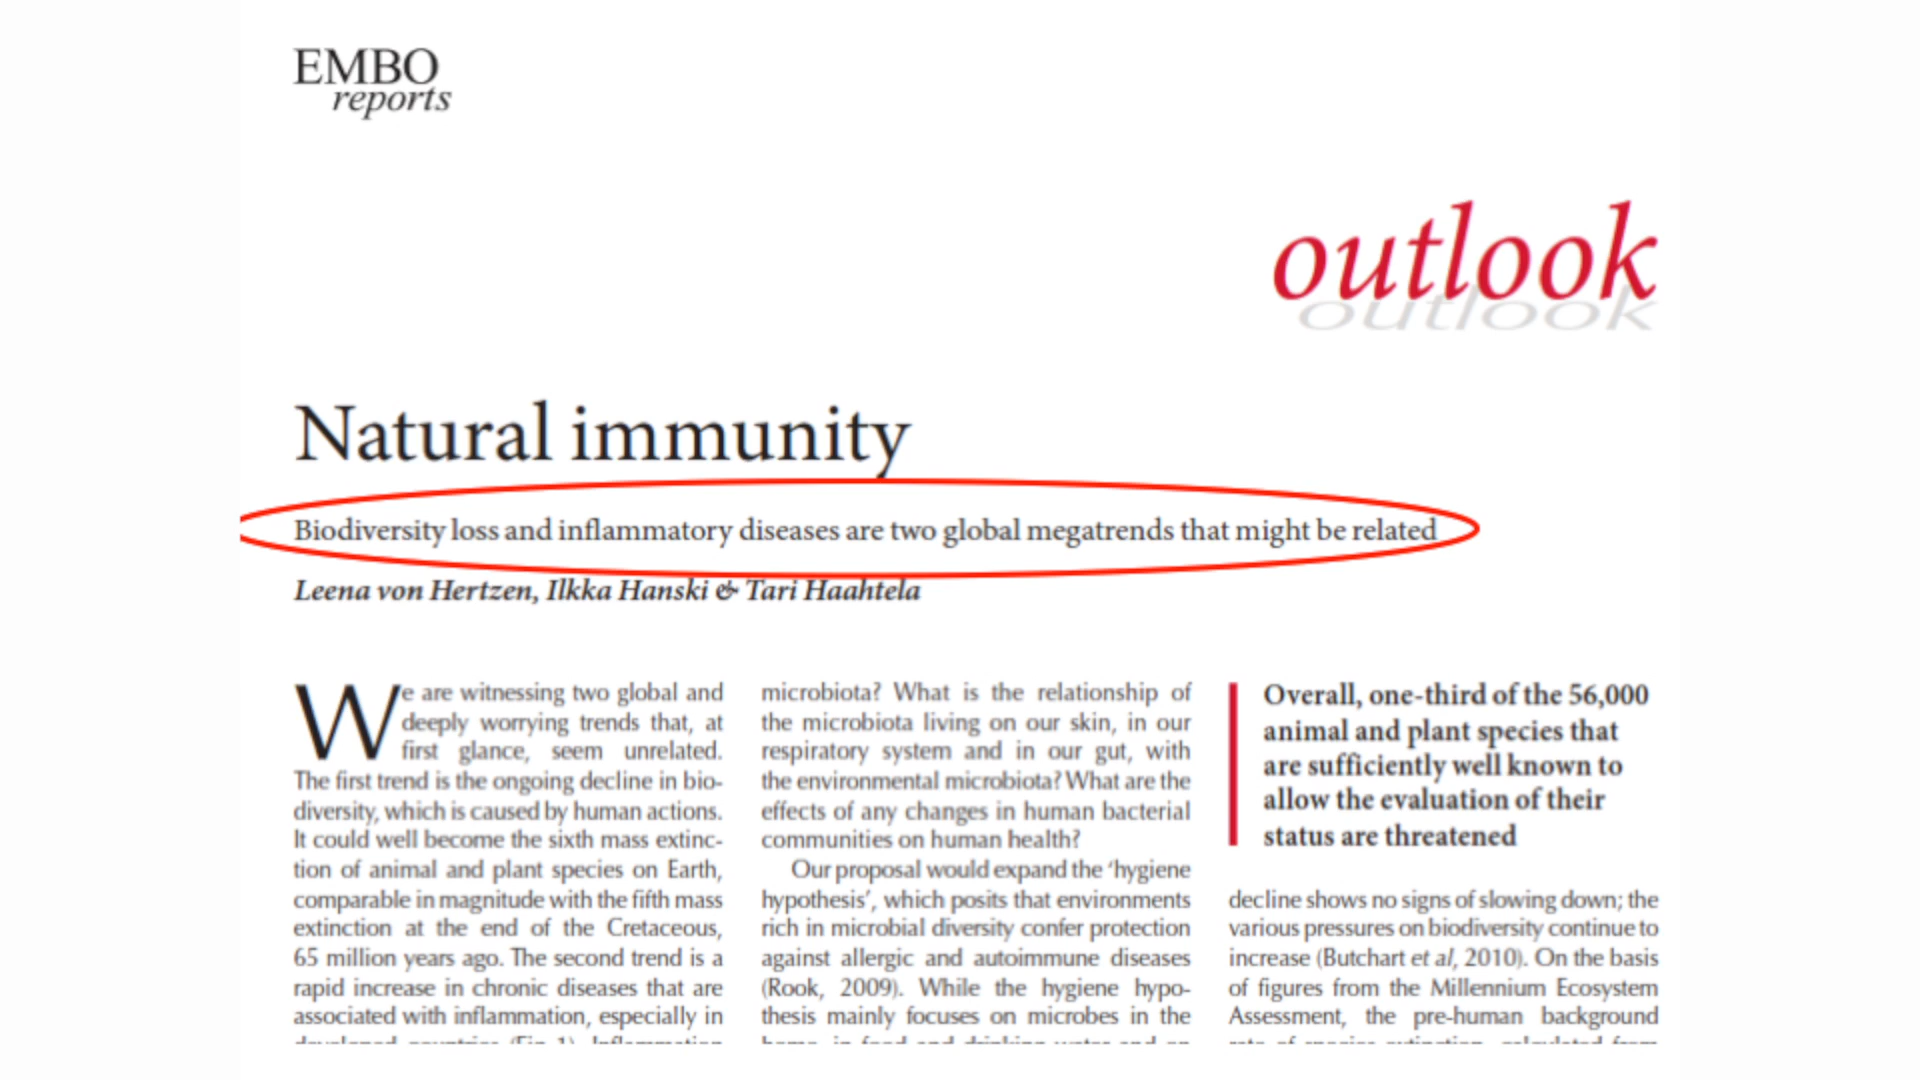 EMBO
reports
outlook
outlook
Natural immunity
Biodiversity loss and inflammatory diseases are two global megatrends that might be related
Leena von Hertzen, Ilkka Hanski & Tari Haahtela
We are witnessing two global and
deeply worrying trends that, at
first glance, seem unrelated.
The first trend is the ongoing decline in bio-
diversity, which is caused by human actions.
It could well become the sixth mass extinc-
tion of animal and plant species on Earth,
comparable in magnitude with the fifth mass
extinction at the end of the Cretaceous,
65 million years ago. The second trend is a
rapid increase in chronic diseases that are
associated with inflammation, especially in
microbiota? What is the relationship of
the microbiota living on our skin, in our
respiratory system and in our gut, with
the environmental microbiota? What are the
effects of any changes in human bacterial
communities on human health?
Our proposal would expand the ‘hygiene
hypothesis’, which posits that environments
rich in microbial diversity confer protection
against allergic and autoimmune diseases
(Rook, 2009). While the hygiene hypo-
thesis mainly focuses on microbes in the
Overall, one-third of the 56,000
animal and plant species that
are sufficiently well known to
allow the evaluation of their
status are threatened
decline shows no signs of slowing down; the
various pressures on biodiversity continue to
increase (Butchart et al, 2010). On the basis
of figures from the Millennium Ecosystem
Assessment, the pre-human background